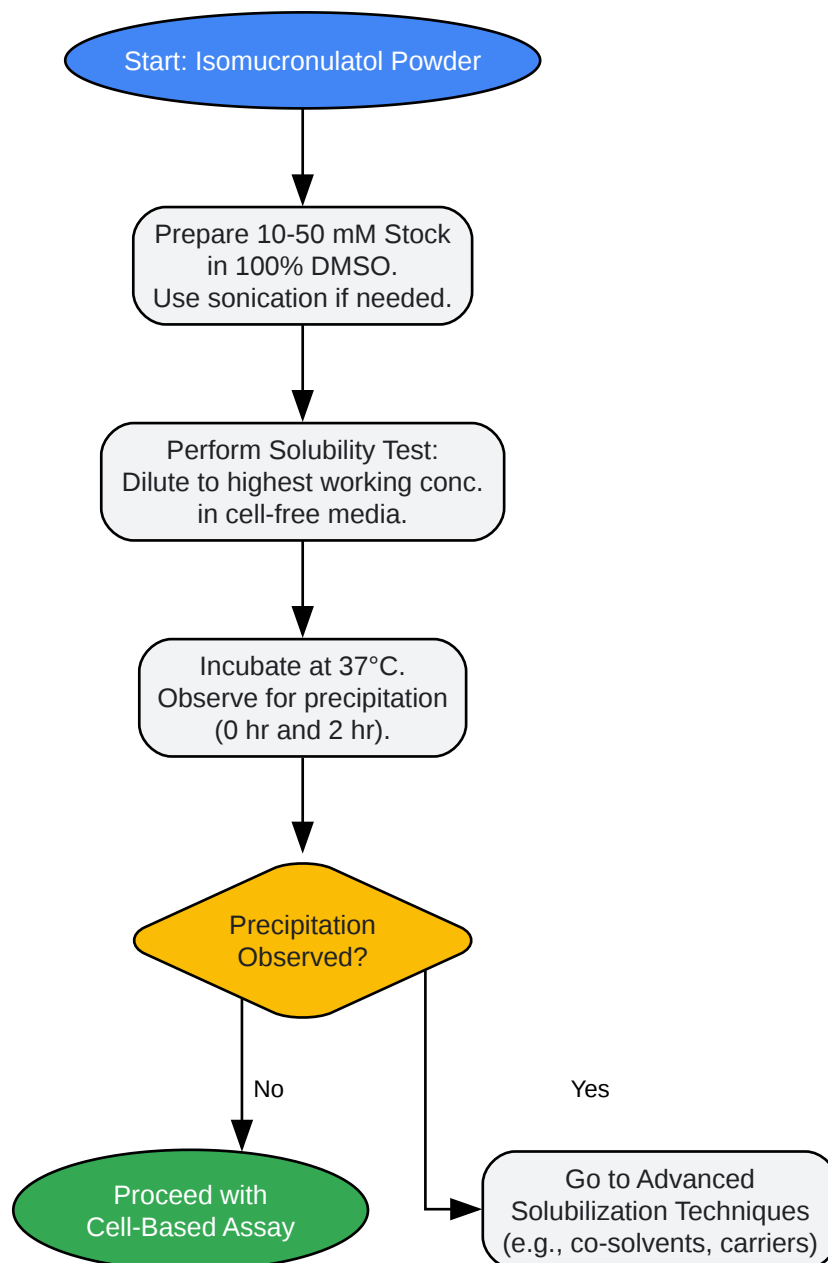 Start: Isomucronulatol Powder
Prepare 10-50 mM Stock
in 100% DMSO.
Use sonication if needed.
Perform Solubility Test:
Dilute to highest working conc.
in cell-free media.
Incubate at 37°C.
Observe for precipitation
(0 hr and 2 hr).
Precipitation
Observed?
No
Yes
Proceed with
Cell-Based Assay
Go to Advanced
Solubilization Techniques
(e.g., co-solvents, carriers)